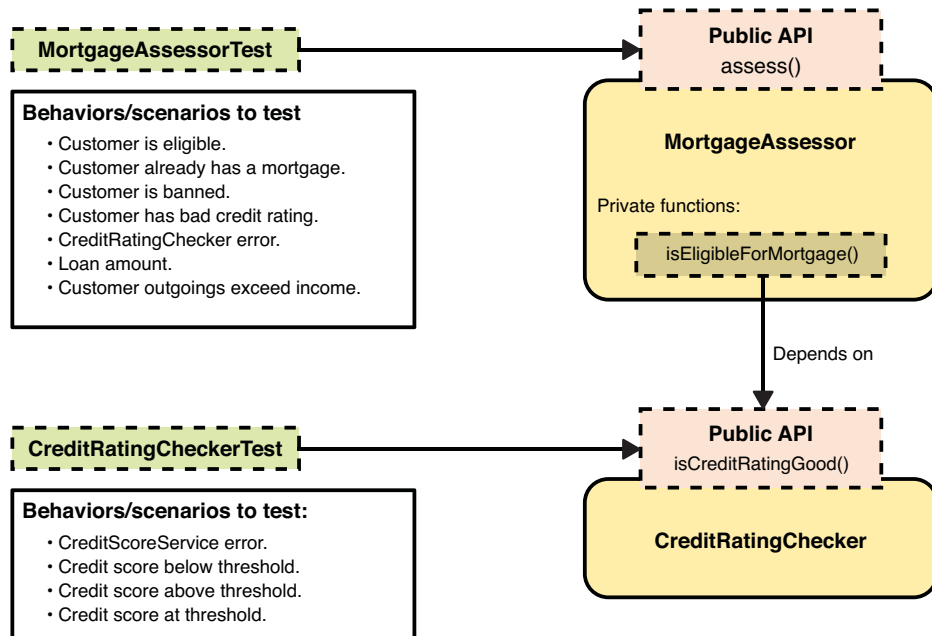 MortgageAssessorTest
Public API
assess()
Behaviors/scenarios to test
• Customer is eligible.
• Customer already has a mortgage.
• Customer is banned.
• Customer has bad credit rating.
• CreditRatingChecker error.
• Loan amount.
• Customer outgoings exceed income.
MortgageAssessor
Private functions:
isEligibleForMortgage()
Depends on
CreditRatingCheckerTest
Public API
isCreditRatingGood()
Behaviors/scenarios to test:
• CreditScoreService error.
• Credit score below threshold.
• Credit score above threshold.
• Credit score at threshold.
CreditRatingChecker